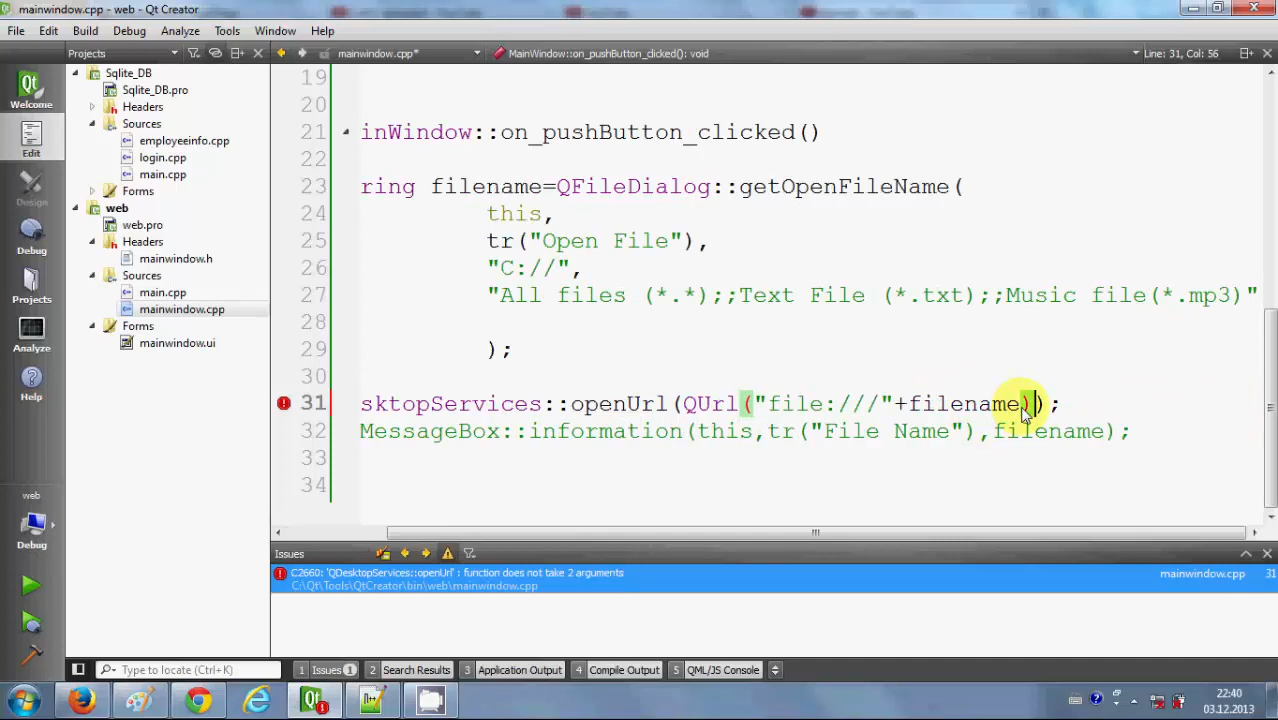 mainwindow.cpp - web - Qt Creator
File Edit Build Debug Analyze Tools Window Help
Projects mainwindow.cpp* MainWindow::on_pushButton_clicked(): void Line: 31, Col: 56
Welcome
Edit
Design
Debug
Projects
Analyze
Help
web
Debug
Sqlite_DB
Sqlite_DB.pro
Headers
Sources
employeeinfo.cpp
login.cpp
main.cpp
Forms
web
web.pro
Headers
mainwindow.h
Sources
main.cpp
mainwindow.cpp
Forms
mainwindow.ui
19
20
21 inWindow::on_pushButton_clicked()
22
23 ring filename=QFileDialog::getOpenFileName(
24 this,
25 tr("Open File"),
26 "C://",
27 "All files (*.*);;Text File (*.txt);;Music file(*.mp3)"
28
29 );
30
31 sktopServices::openUrl(QUrl("file:///"+filename));
32 MessageBox::information(this,tr("File Name"),filename);
33
34
Issues
C2660: 'QDesktopServices::openUrl' : function does not take 2 arguments mainwindow.cpp 31
C:\Qt\Tools\QtCreator\bin\web\mainwindow.cpp
Type to locate (Ctrl+K) 1 Issues 1 2 Search Results 3 Application Output 4 Compile Output 5 QML/JS Console
22:40
03.12.2013